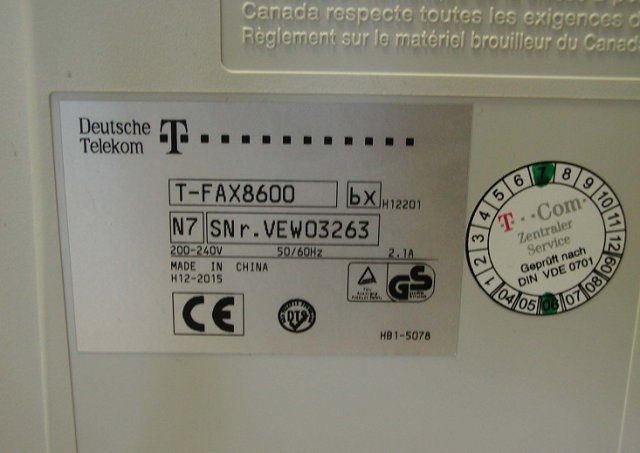 Canada respecte toutes les exigences d
Règlement sur le matériel brouilleur du Canada
Deutsche
Telekom
T
T-FAX8600 bx H12201
N7 SNr.VEW03263
200-240V 50/60Hz 2.1A
MADE IN CHINA
H12-2015
GS
CE
DTS
HB1-5078
1 2 3 4 5 6 7 8 9 10 11 12
T···Com·
Zentraler
Service
Geprüft nach
DIN VDE 0701
04 05 06 07 08 09